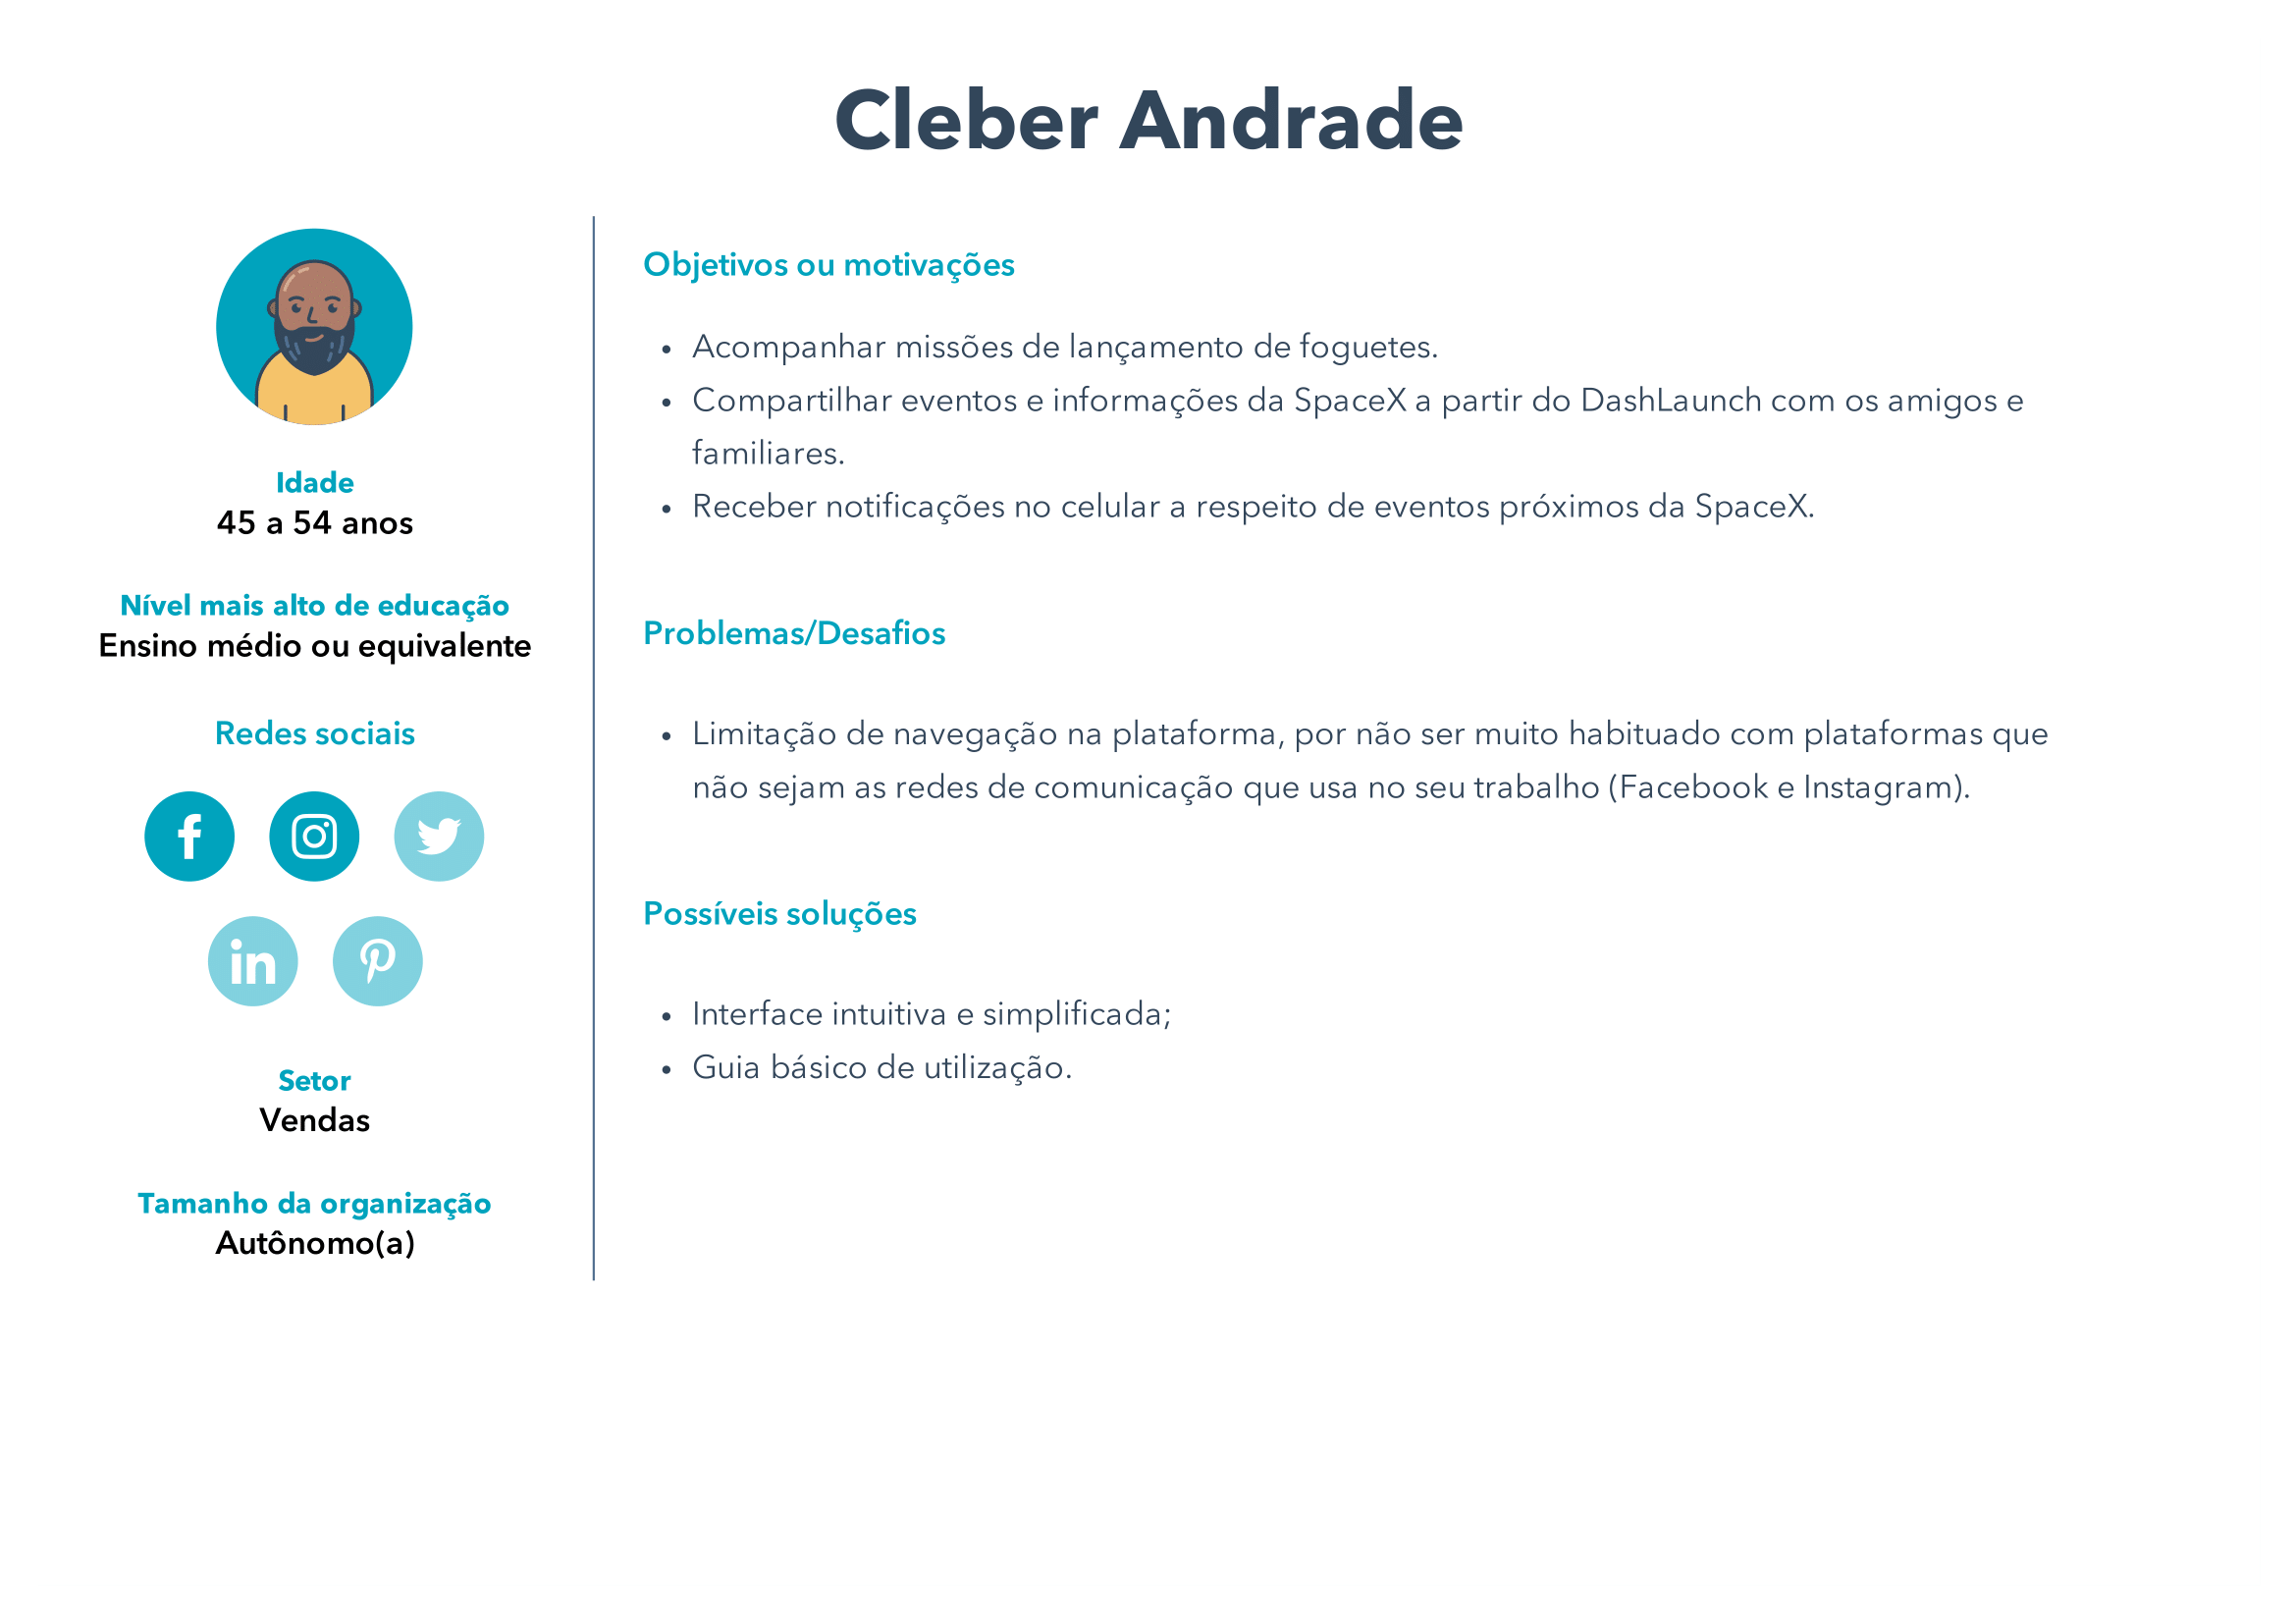 Cleber Andrade
Idade
45 a 54 anos
Nível mais alto de educação
Ensino médio ou equivalente
Redes sociais
f
in
Setor
Vendas
Tamanho da organização
Autônomo(a)
Objetivos ou motivações
• Acompanhar missões de lançamento de foguetes.
• Compartilhar eventos e informações da SpaceX a partir do DashLaunch com os amigos e
familiares.
• Receber notificações no celular a respeito de eventos próximos da SpaceX.
Problemas/Desafios
• Limitação de navegação na plataforma, por não ser muito habituado com plataformas que
não sejam as redes de comunicação que usa no seu trabalho (Facebook e Instagram).
Possíveis soluções
• Interface intuitiva e simplificada;
• Guia básico de utilização.